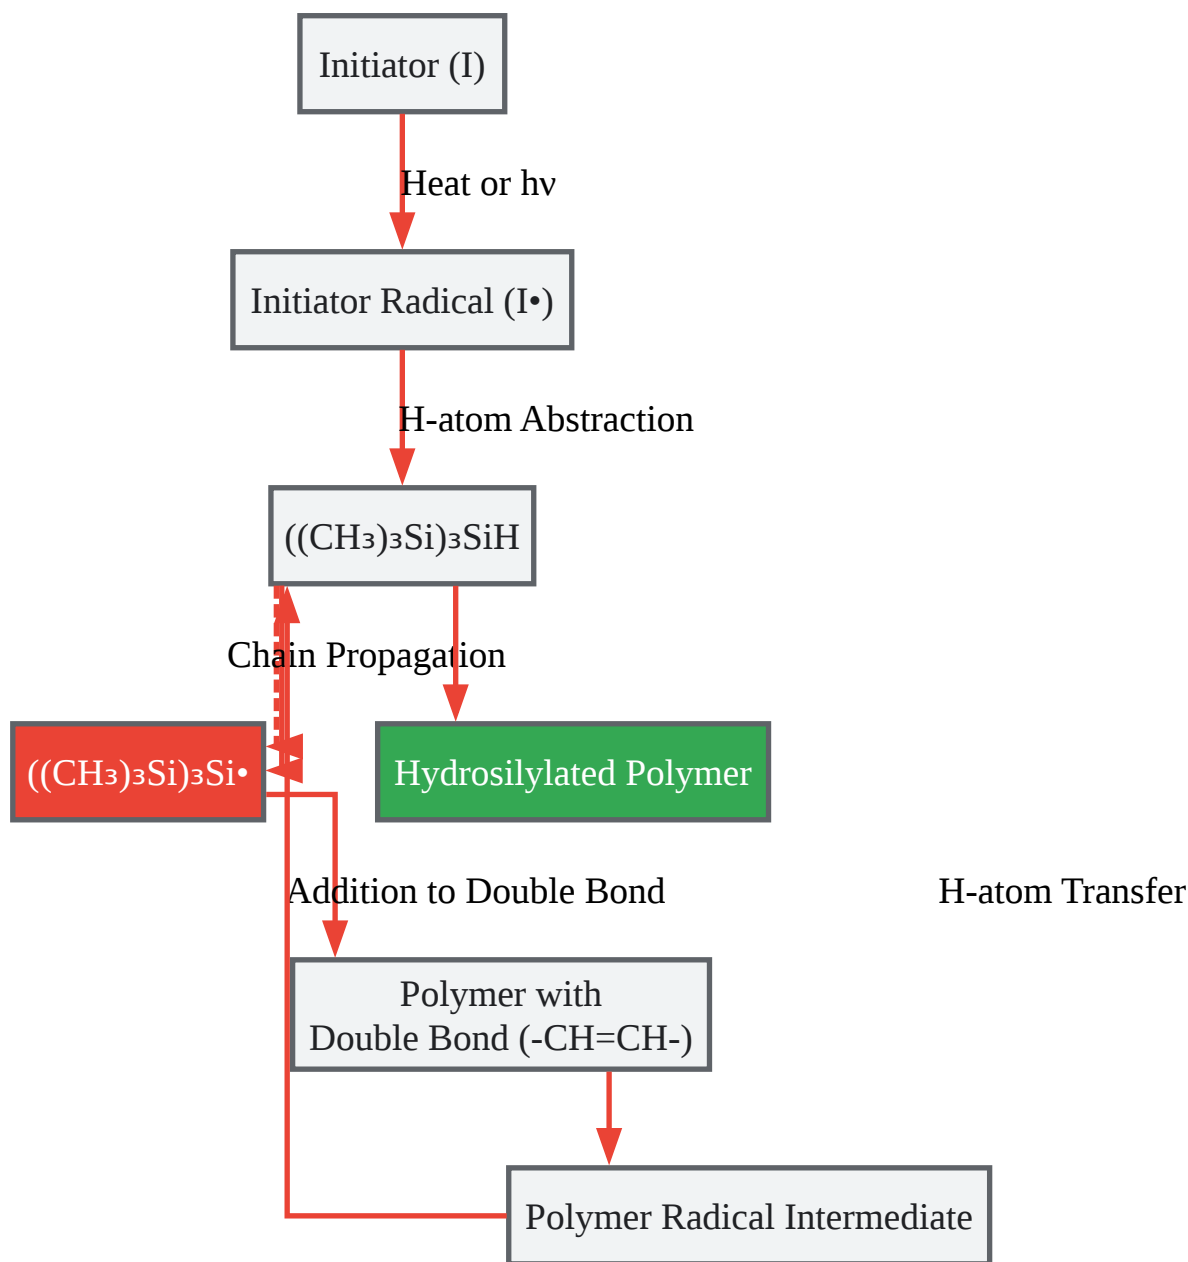 Initiator (I)
Heat or hν
Initiator Radical (I•)
H-atom Abstraction
((CH₃)₃Si)₃SiH
Chain Propagation
((CH₃)₃Si)₃Si•
Hydrosilylated Polymer
Addition to Double Bond
H-atom Transfer
Polymer with
Double Bond (-CH=CH-)
Polymer Radical Intermediate